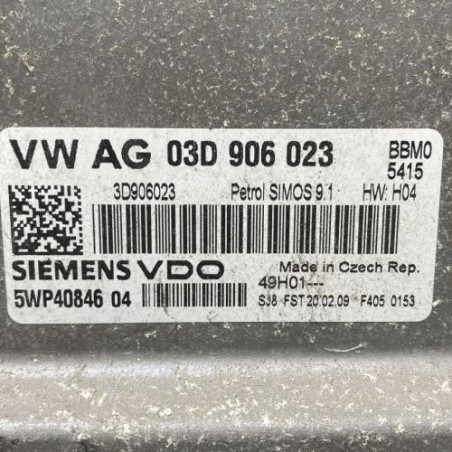 VW AG 03D 906 023 BBM0
5415
3D906023 Petrol SIMOS 9.1 HW: H04
SIEMENS VDO Made in Czech Rep.
5WP40846 04 49H01---
SJ8 FST 20.02.09 F405 0153